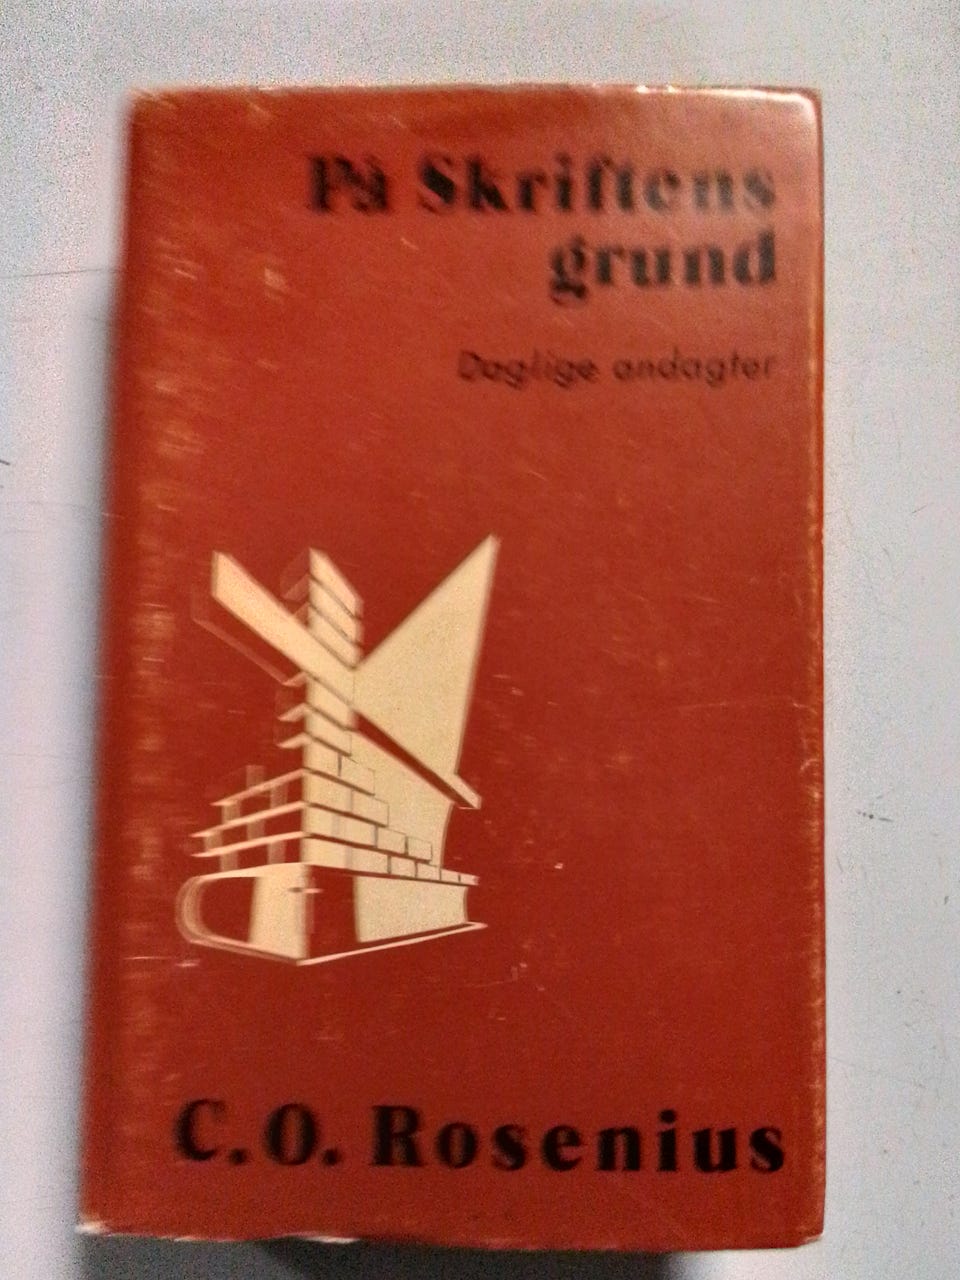 På Skriftens
grund
Daglige andagter
C.O. Rosenius